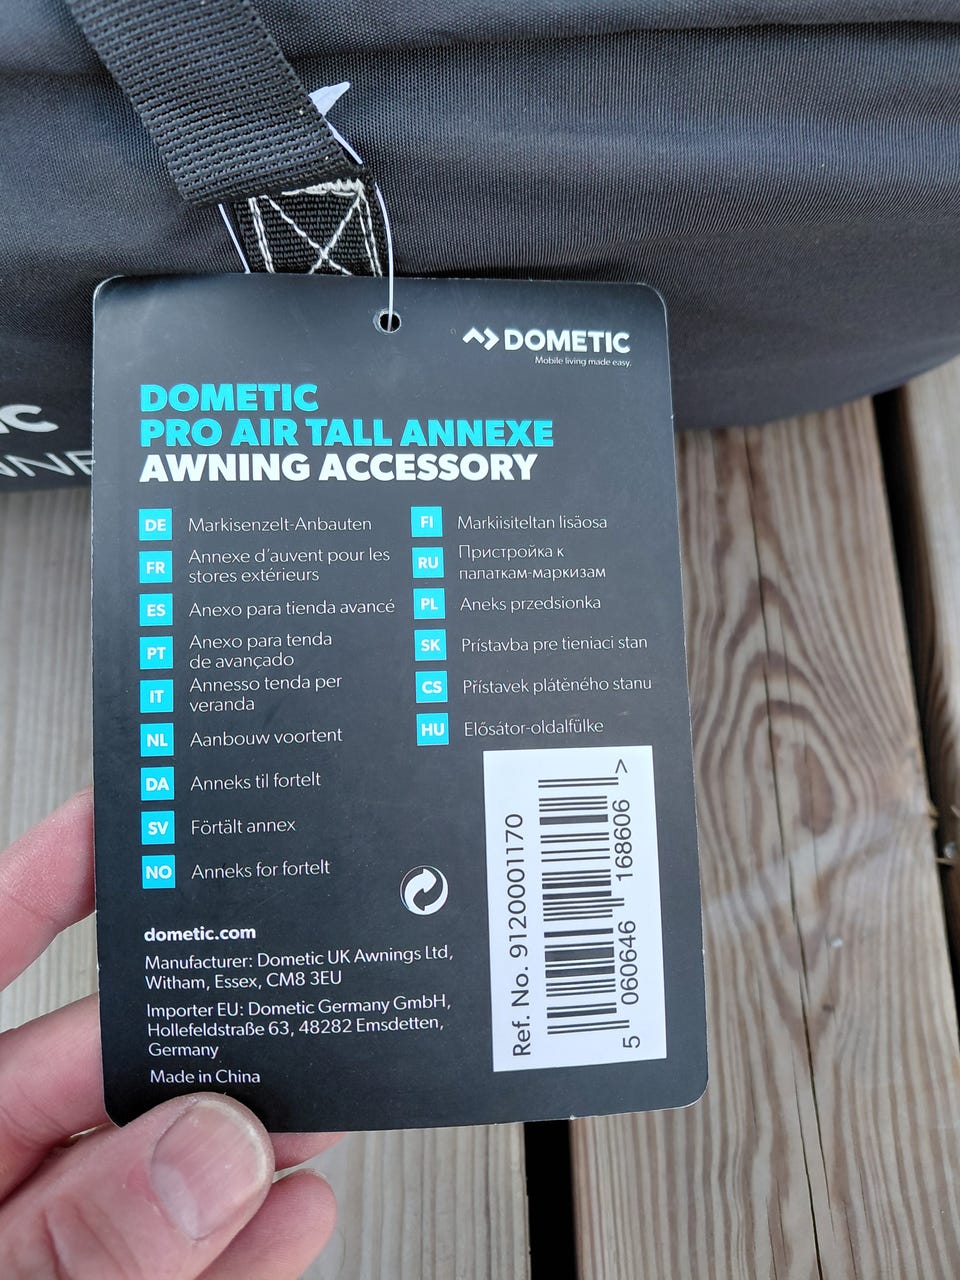 DOMETIC
Mobile living made easy.
DOMETIC
PRO AIR TALL ANNEXE
AWNING ACCESSORY
DE Markisenzelt-Anbauten
FR Annexe d'auvent pour les
stores extérieurs
ES Anexo para tienda avancé
PT Anexo para tenda
de avançado
IT Annesso tenda per
veranda
NL Aanbouw voortent
DA Anneks til fortelt
SV Förtält annex
NO Anneks for fortelt
FI Markiisiteltan lisäosa
RU Пристройка к
палаткам-маркизам
PL Aneks przedsionka
SK Prístavba pre tieniaci stan
CS Přístavek plátěného stanu
HU Elősátor-oldalfülke
dometic.com
Manufacturer: Dometic UK Awnings Ltd,
Witham, Essex, CM8 3EU
Importer EU: Dometic Germany GmbH,
Hollefeldstraße 63, 48282 Emsdetten,
Germany
Made in China
Ref. No. 9120001170
5 060646 168606 >